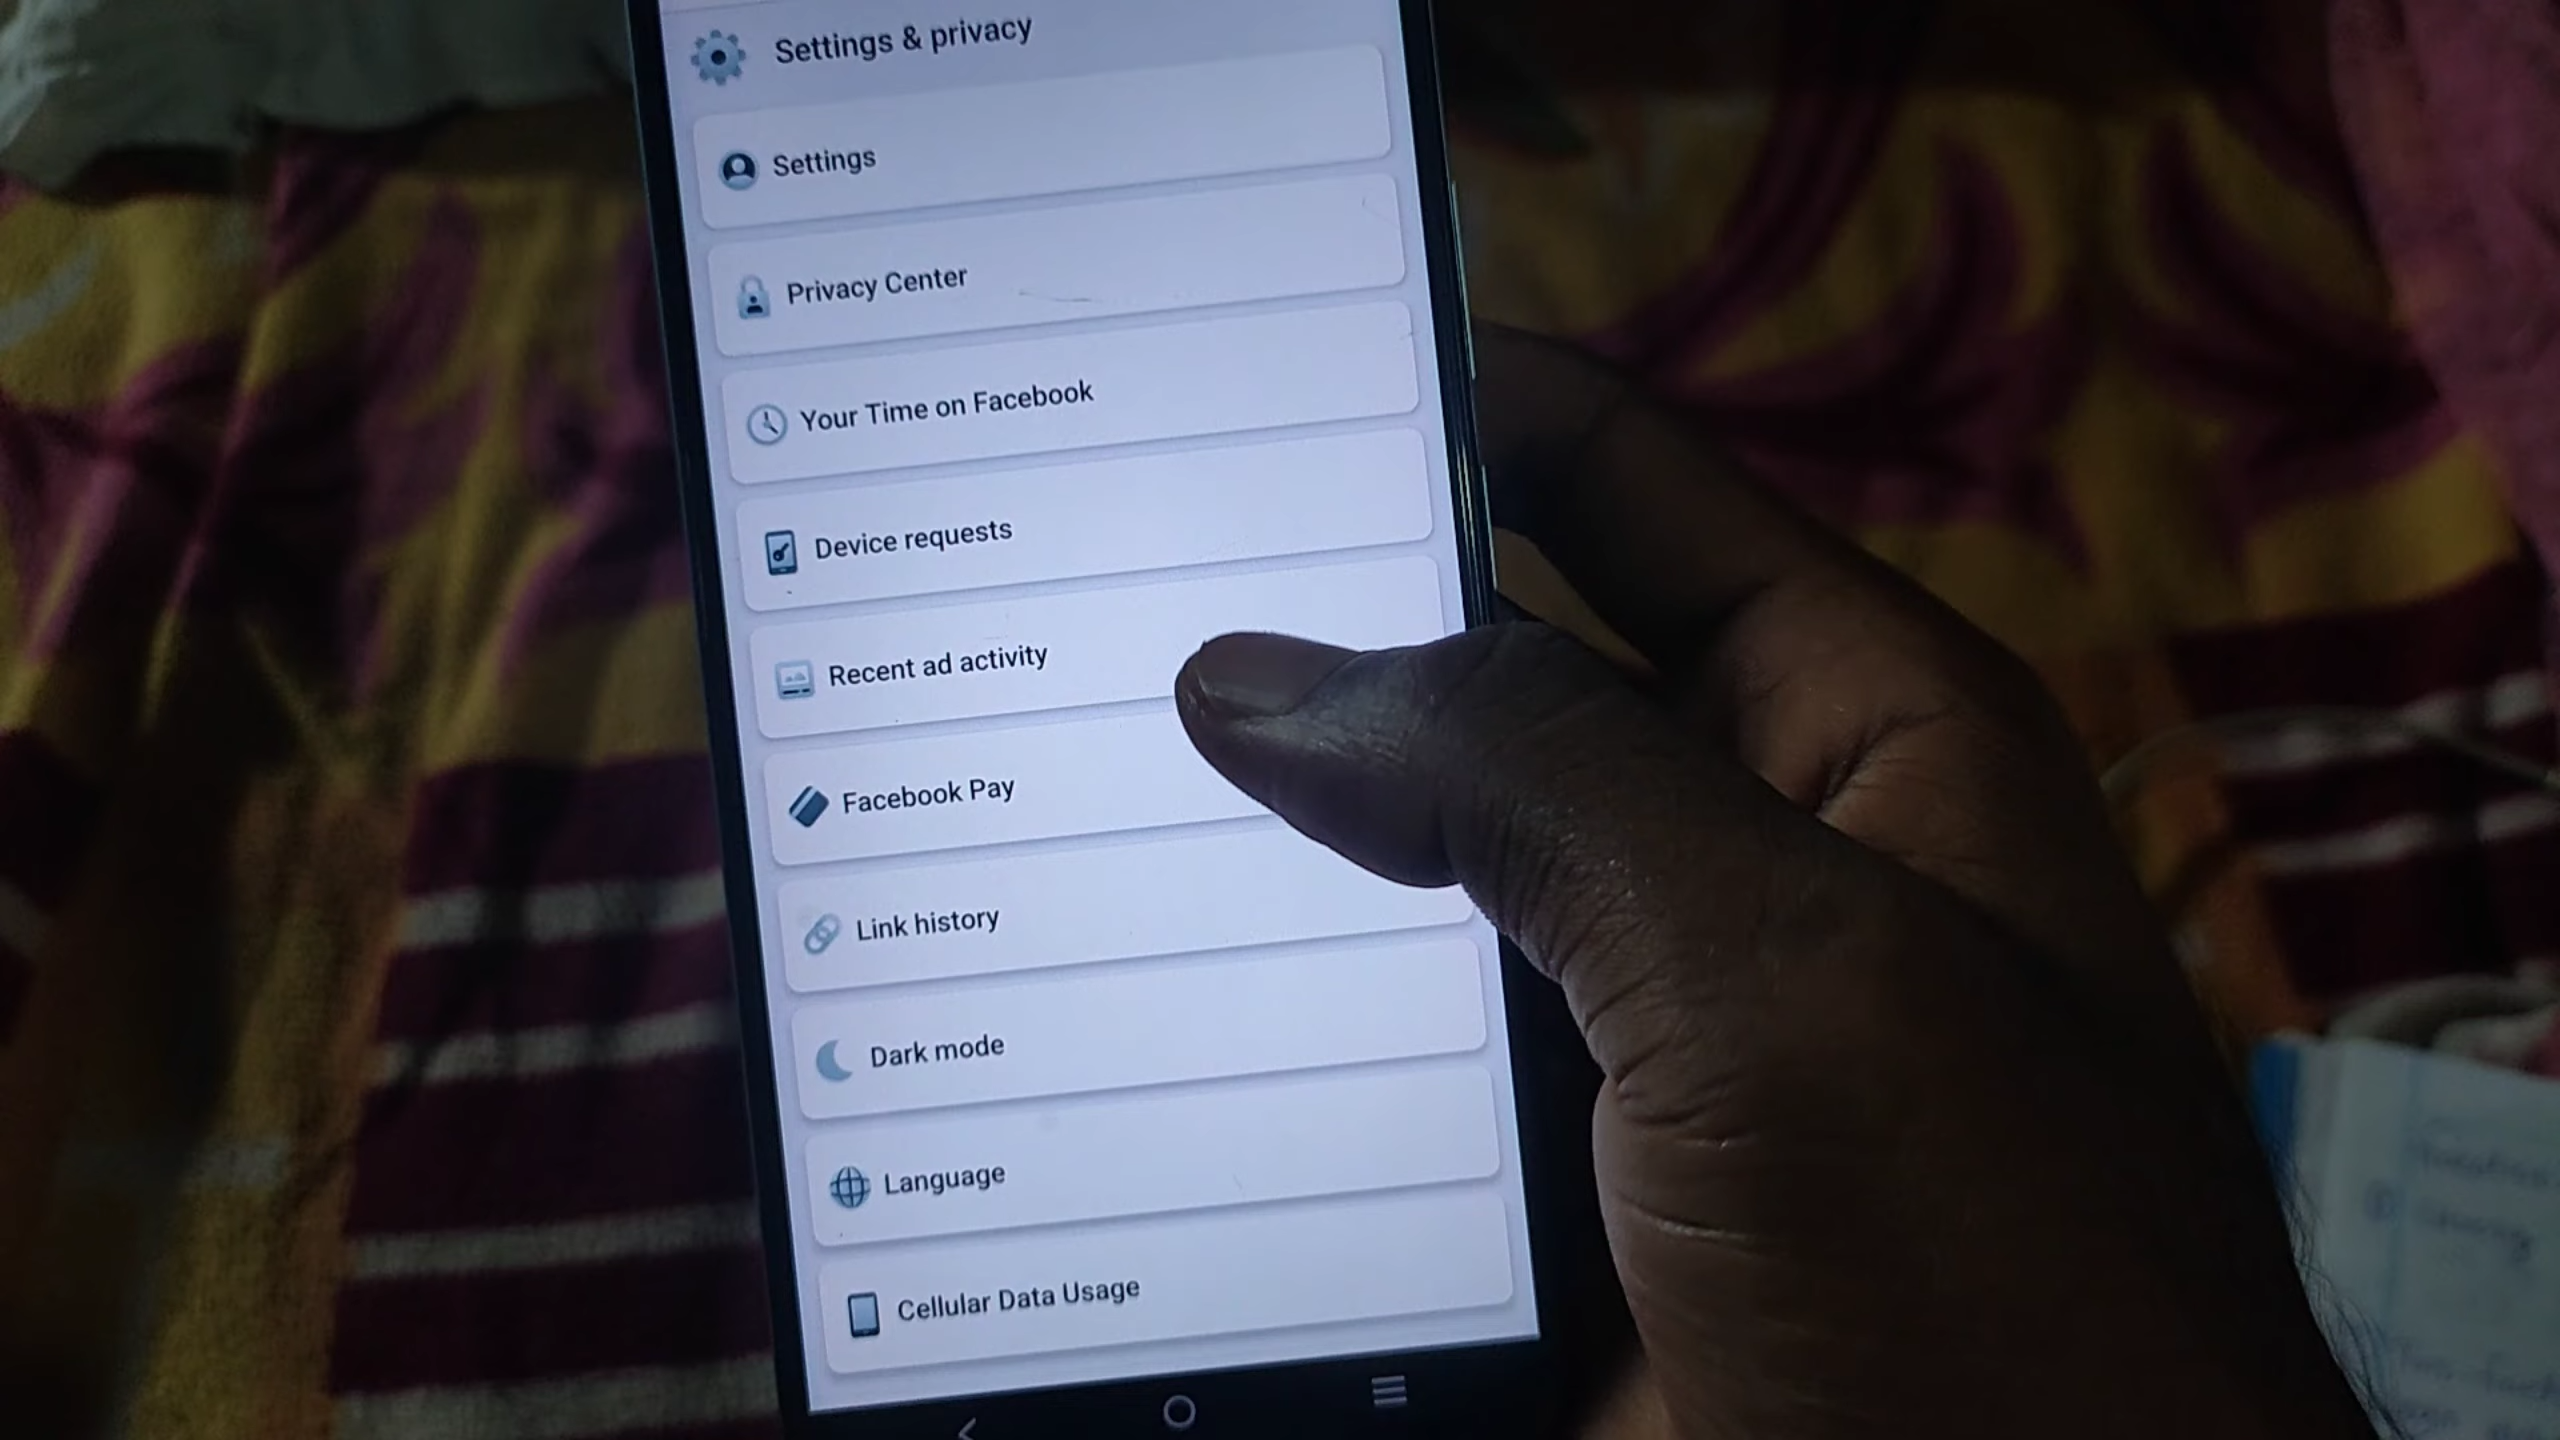 Settings & privacy
Settings
Privacy Center
Your Time on Facebook
Device requests
Recent ad activity
Facebook Pay
Link history
Dark mode
Language
Cellular Data Usage